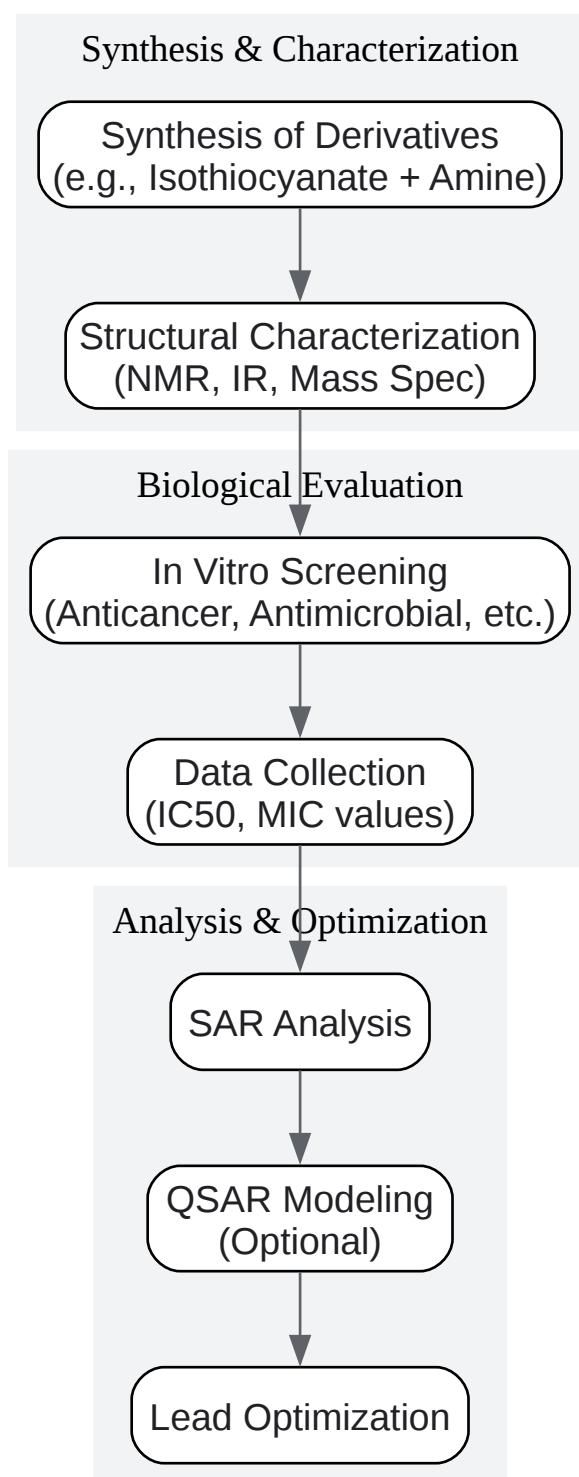 Synthesis & Characterization
Synthesis of Derivatives
(e.g., Isothiocyanate + Amine)
Structural Characterization
(NMR, IR, Mass Spec)
Biological Evaluation
In Vitro Screening
(Anticancer, Antimicrobial, etc.)
Data Collection
(IC50, MIC values)
Analysis & Optimization
SAR Analysis
QSAR Modeling
(Optional)
Lead Optimization